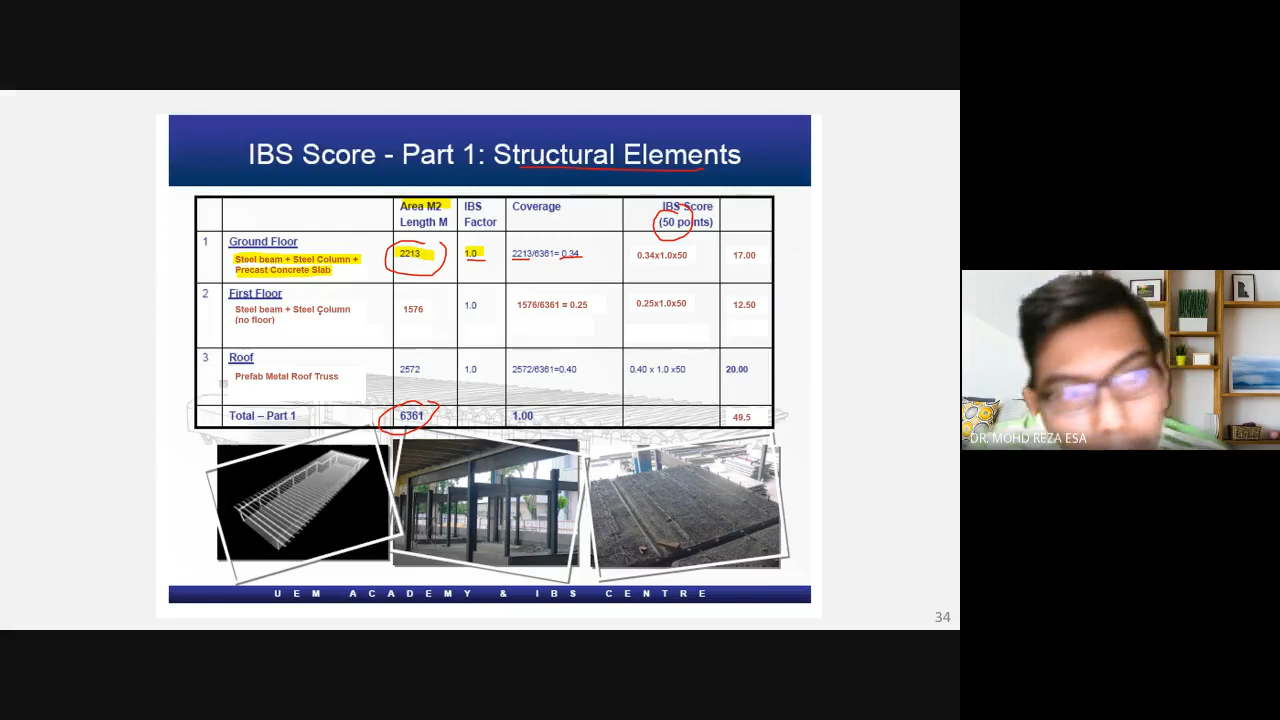 IBS Score - Part 1: Structural Elements
Area M2 Length M
IBS Factor
Coverage
IBS Score (50 points)
1
Ground Floor
Steel beam + Steel Column +
Precast Concrete Slab
2213
1.0
2213/6361= 0.34
0.34x1.0x50
17.00
2
First Floor
Steel beam + Steel Column
(no floor)
1576
1.0
1576/6361 = 0.25
0.25x1.0x50
12.50
3
Roof
Prefab Metal Roof Truss
2572
1.0
2572/6361=0.40
0.40 x 1.0 x50
20.00
Total – Part 1
6361
1.00
49.5
UEM ACADEMY & IBS CENTRE
34
DR. MOHD REZA ESA